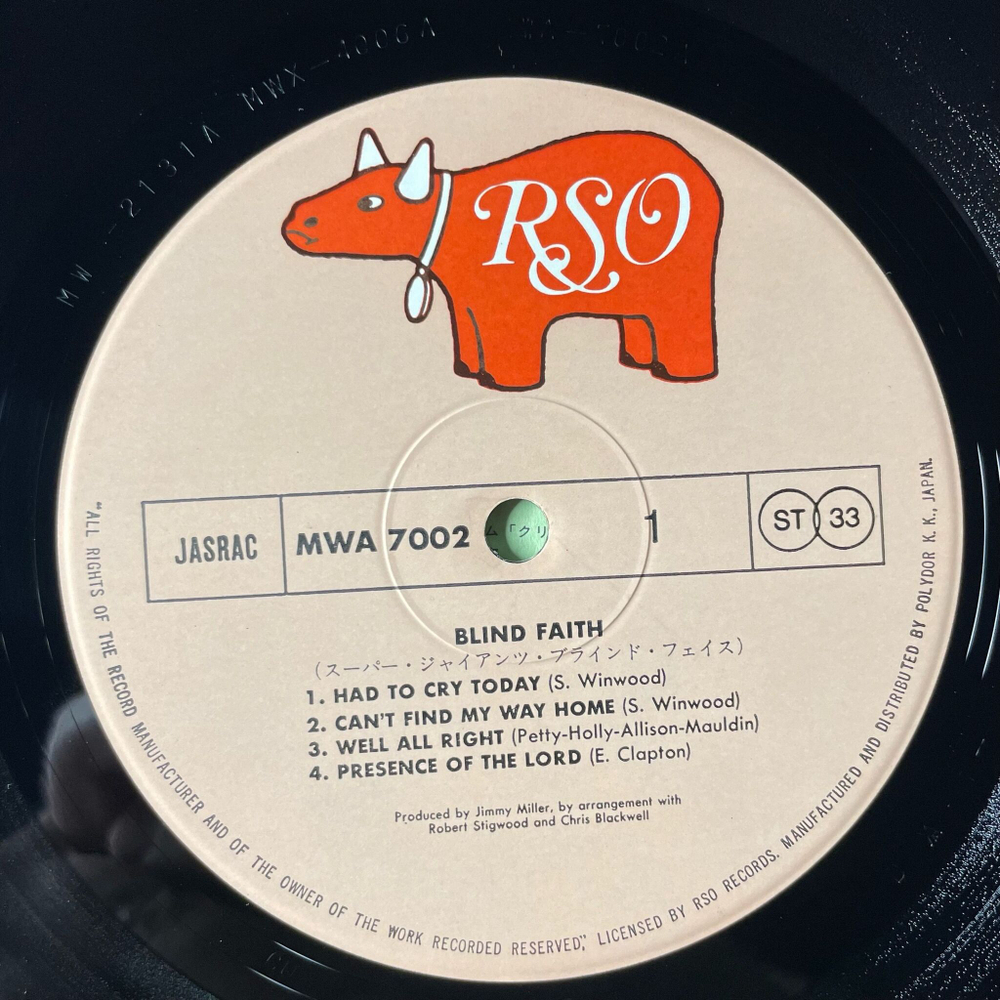 MW-2131A MWX-4006A WA-7002A
RSO
JASRAC
MWA 7002
ム「クリ
1
ST 33
BLIND FAITH
(スーパー・ジャイアンツ・ブラインド・フェイス)
1. HAD TO CRY TODAY (S. Winwood)
2. CAN'T FIND MY WAY HOME (S. Winwood)
3. WELL ALL RIGHT (Petty-Holly-Allison-Mauldin)
4. PRESENCE OF THE LORD (E. Clapton)
Produced by Jimmy Miller, by arrangement with
Robert Stigwood and Chris Blackwell
"ALL RIGHTS OF THE RECORD MANUFACTURER AND OF THE OWNER OF THE WORK RECORDED RESERVED," LICENSED BY RSO RECORDS. MANUFACTURED AND DISTRIBUTED BY POLYDOR K. K., JAPAN.